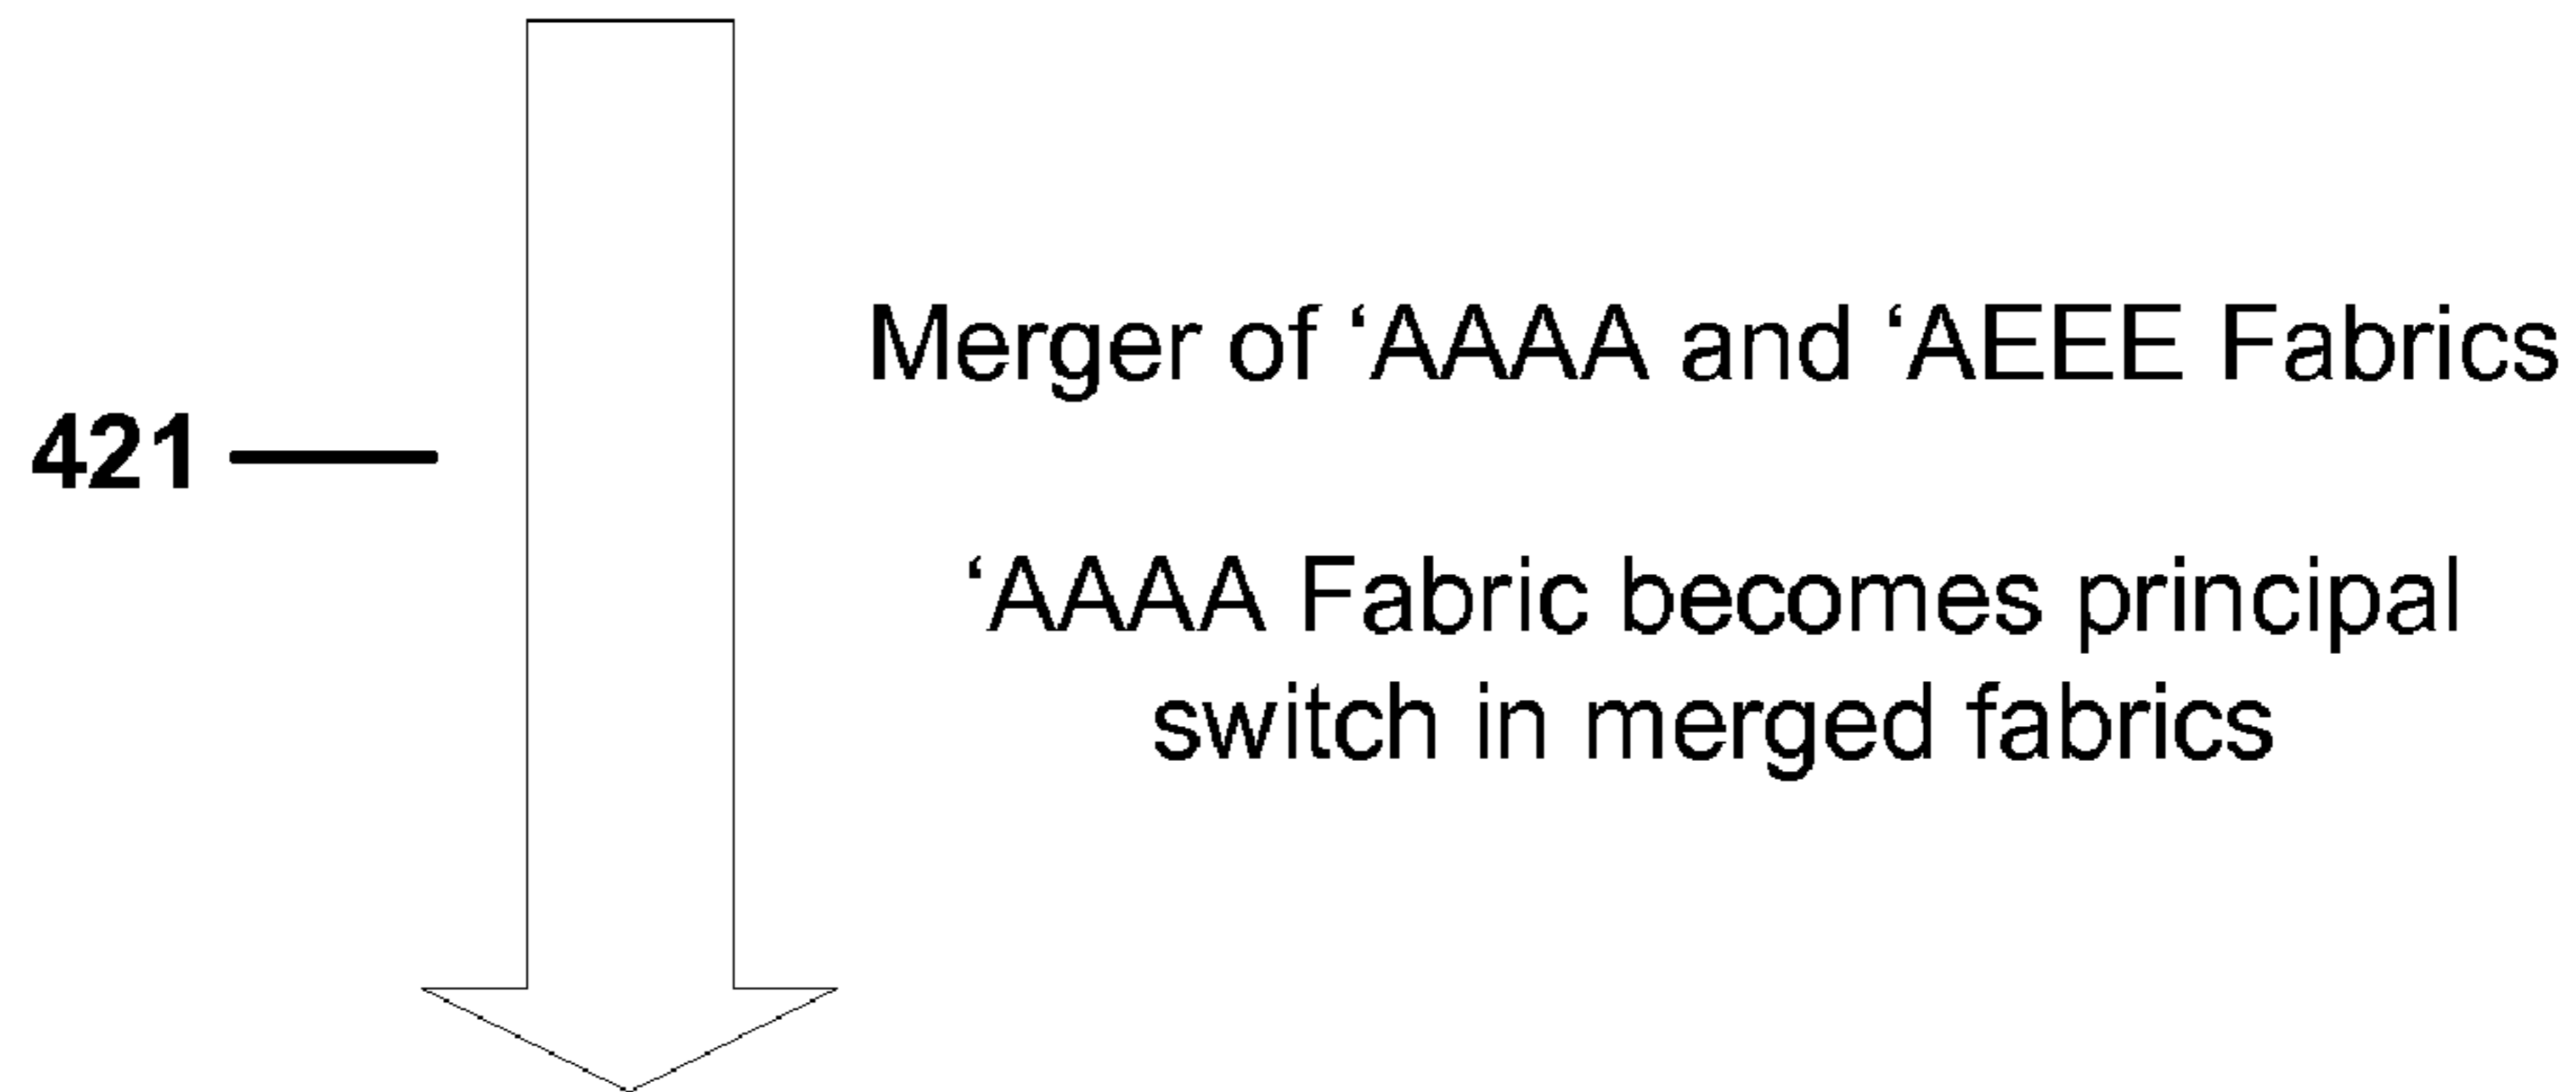 Merger of ‘AAAA and ‘AEEE Fabrics
421
‘AAAA Fabric becomes principal
switch in merged fabrics